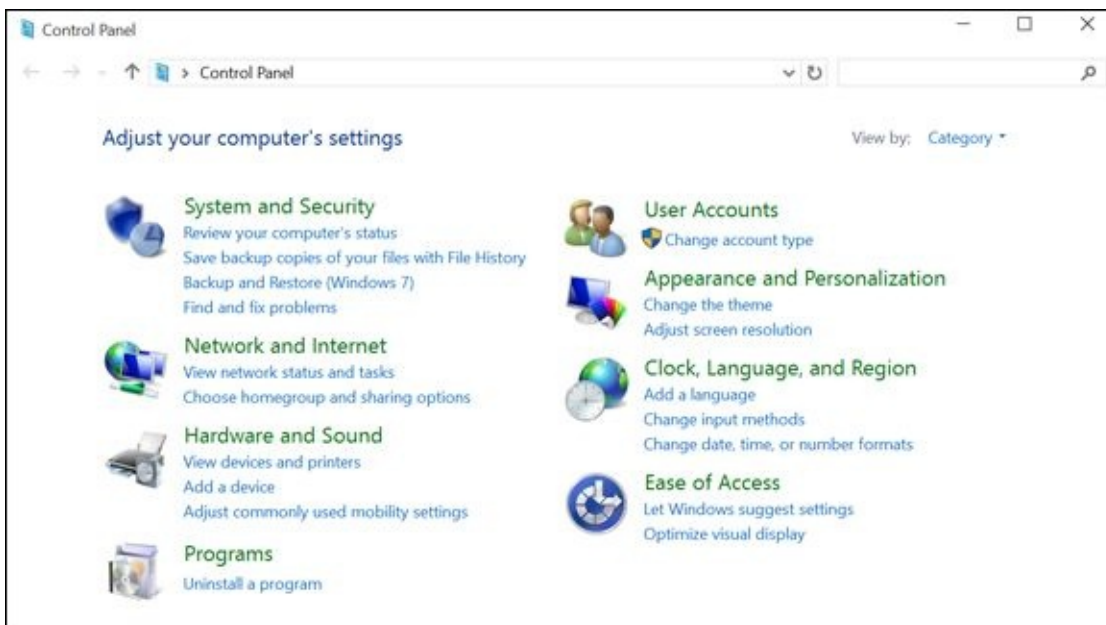 Control Panel
Control Panel
Adjust your computer's settings
View by: Category
System and Security
Review your computer's status
Save backup copies of your files with File History
Backup and Restore (Windows 7)
Find and fix problems
Network and Internet
View network status and tasks
Choose homegroup and sharing options
Hardware and Sound
View devices and printers
Add a device
Adjust commonly used mobility settings
Programs
Uninstall a program
User Accounts
Change account type
Appearance and Personalization
Change the theme
Adjust screen resolution
Clock, Language, and Region
Add a language
Change input methods
Change date, time, or number formats
Ease of Access
Let Windows suggest settings
Optimize visual display